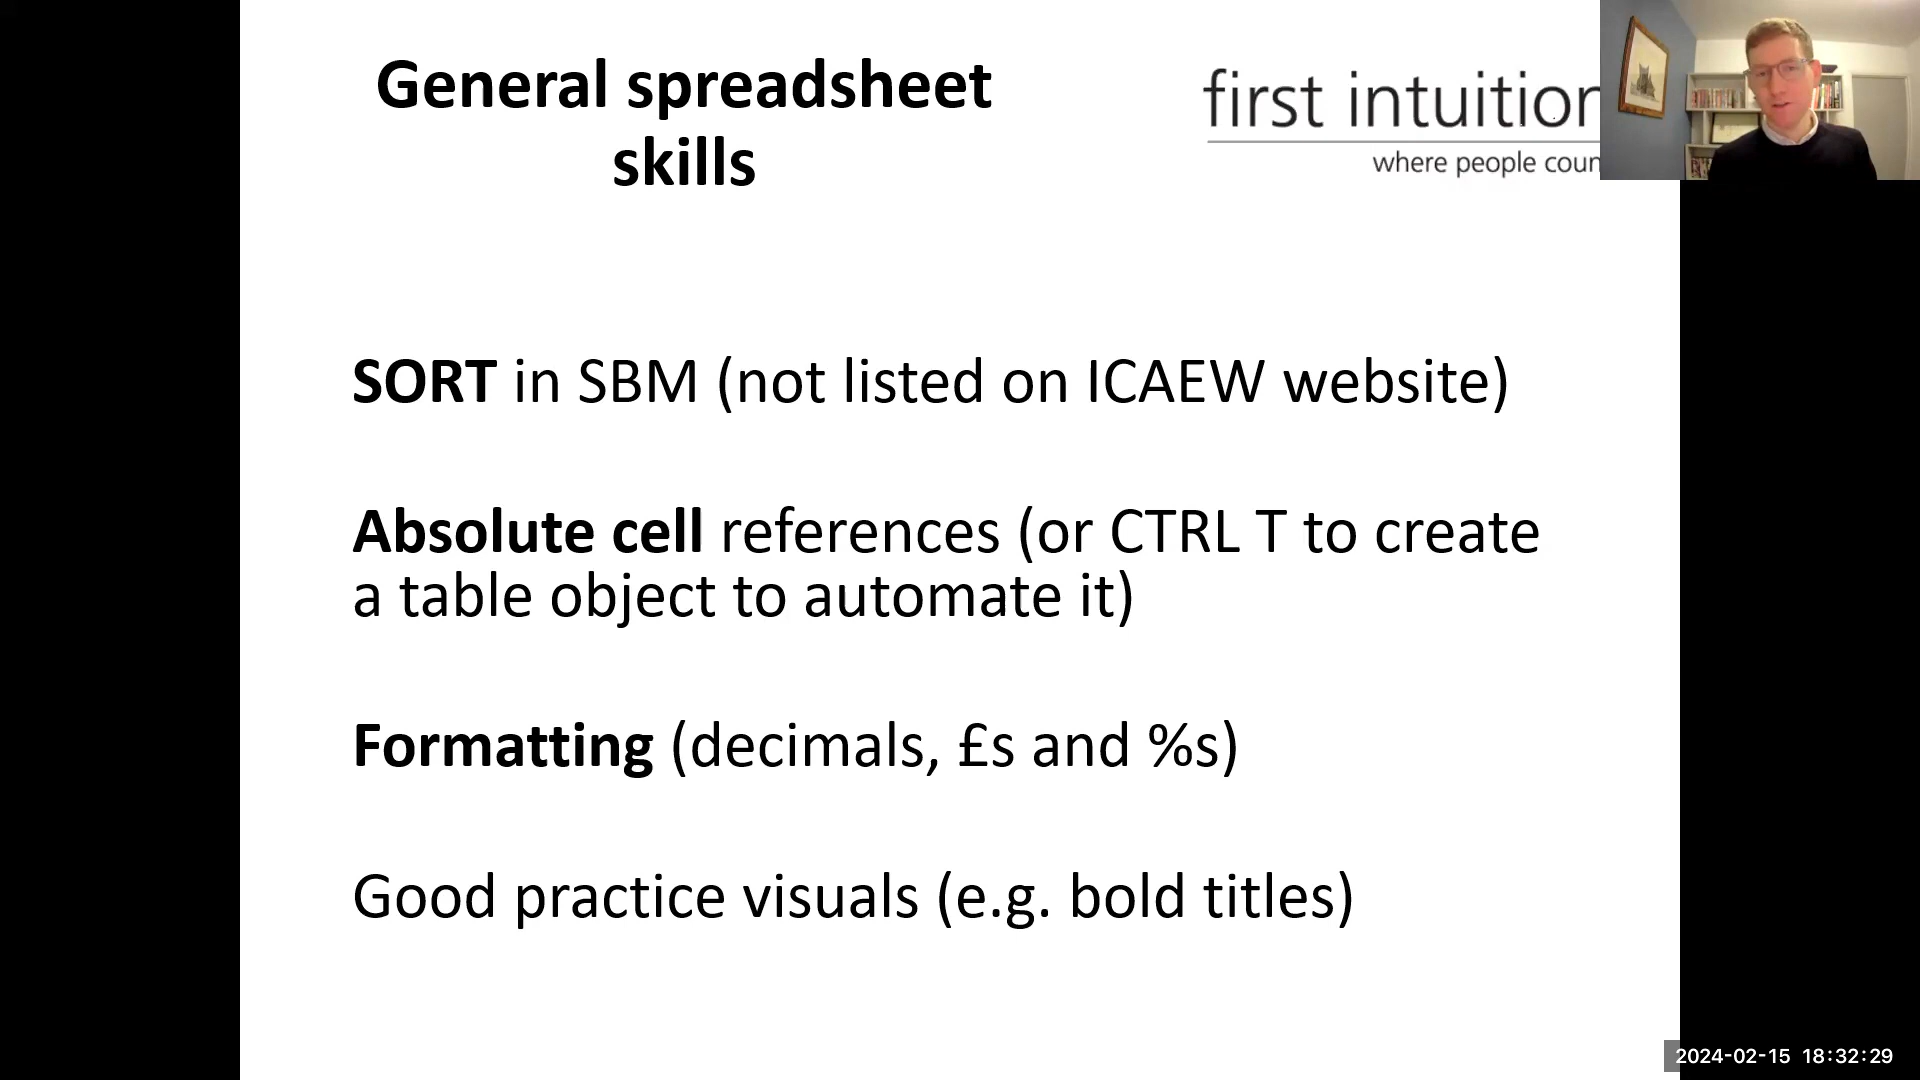 General spreadsheet
skills
first intuition
where people coun
SORT in SBM (not listed on ICAEW website)
Absolute cell references (or CTRL T to create
a table object to automate it)
Formatting (decimals, £s and %s)
Good practice visuals (e.g. bold titles)
2024-02-15 18:32:29